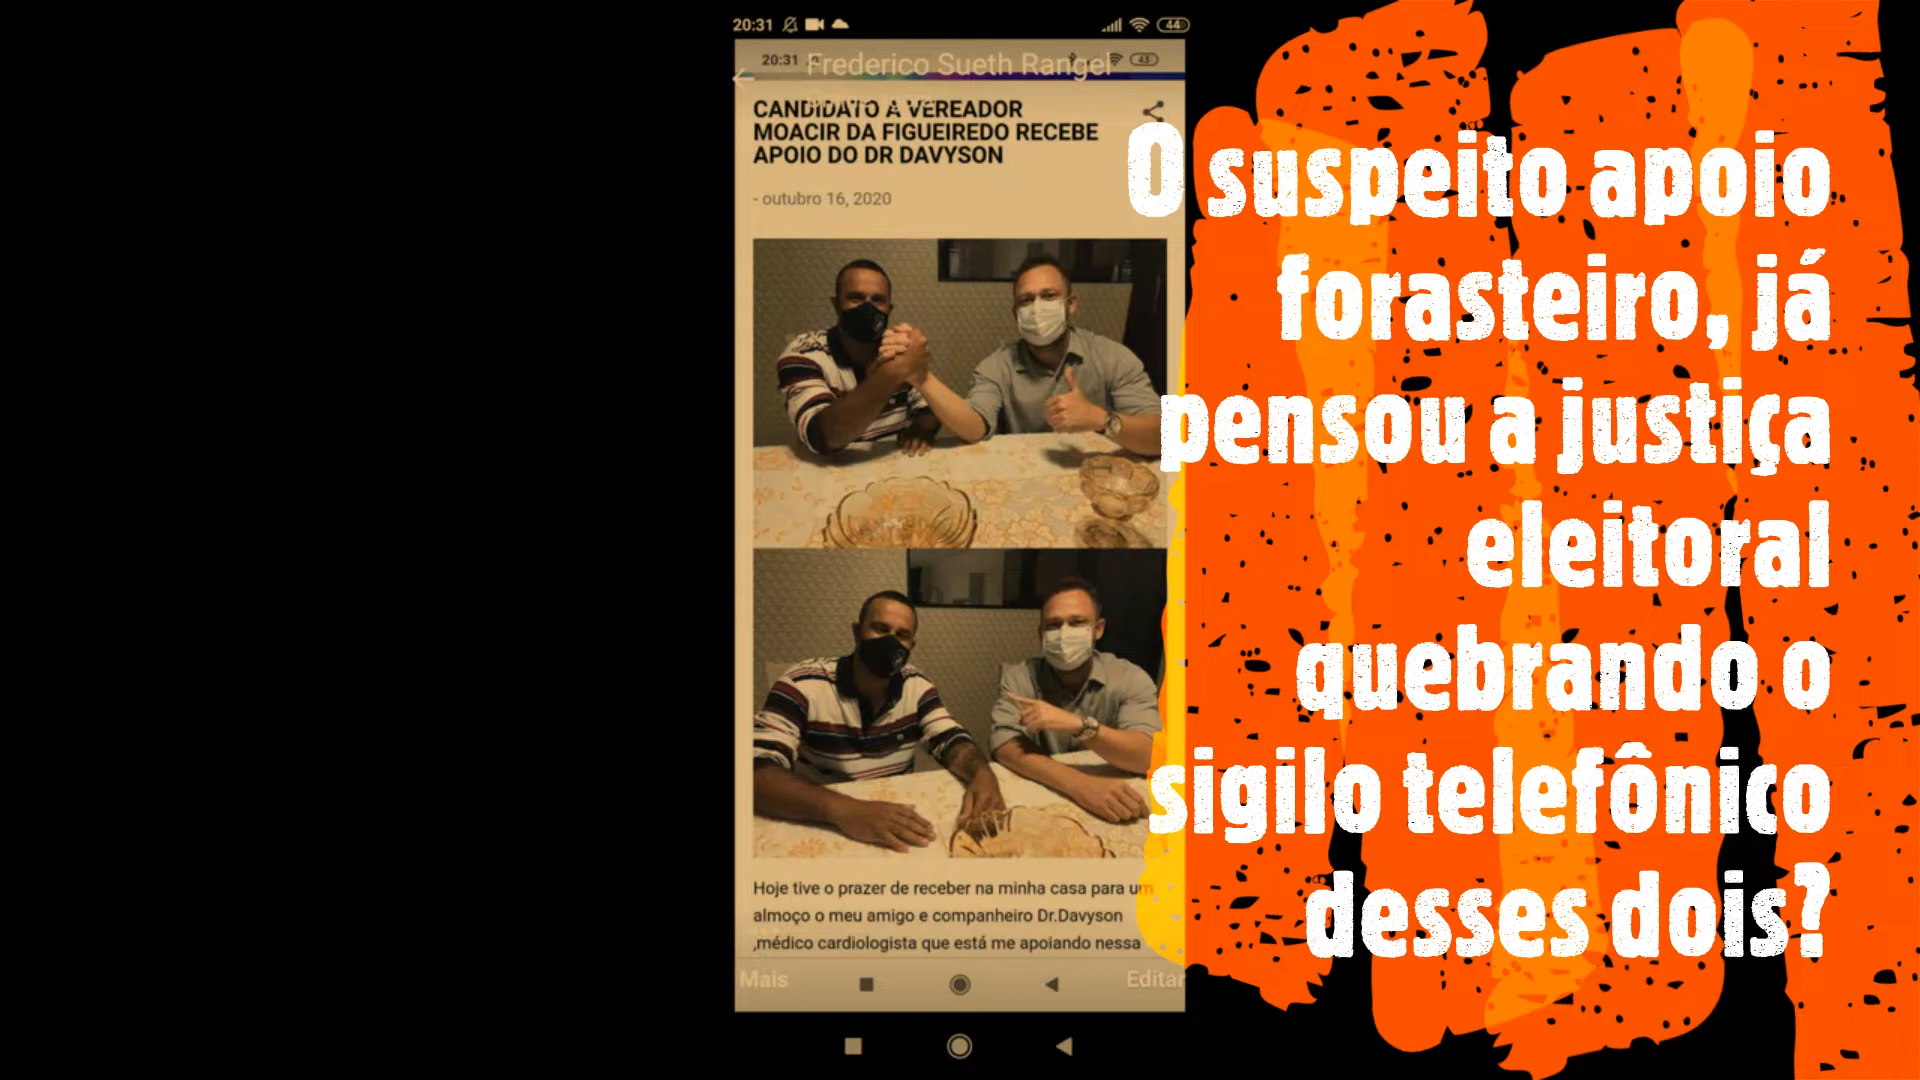 20:31
44
20:31
43
Frederico Sueth Rangel
CANDIDATO A VEREADOR
MOACIR DA FIGUEIREDO RECEBE
APOIO DO DR DAVYSON
- outubro 16, 2020
Hoje tive o prazer de receber na minha casa para um
almoço o meu amigo e companheiro Dr.Davyson
,médico cardiologista que está me apoiando nessa
Mais
Editar
O suspeito apoio
forasteiro, já
pensou a justiça
eleitoral
quebrando o
sigilo telefônico
desses dois?